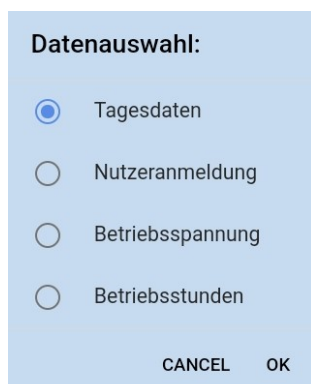 Datenauswahl:
Tagesdaten
Nutzeranmeldung
Betriebsspannung
Betriebsstunden
CANCEL OK